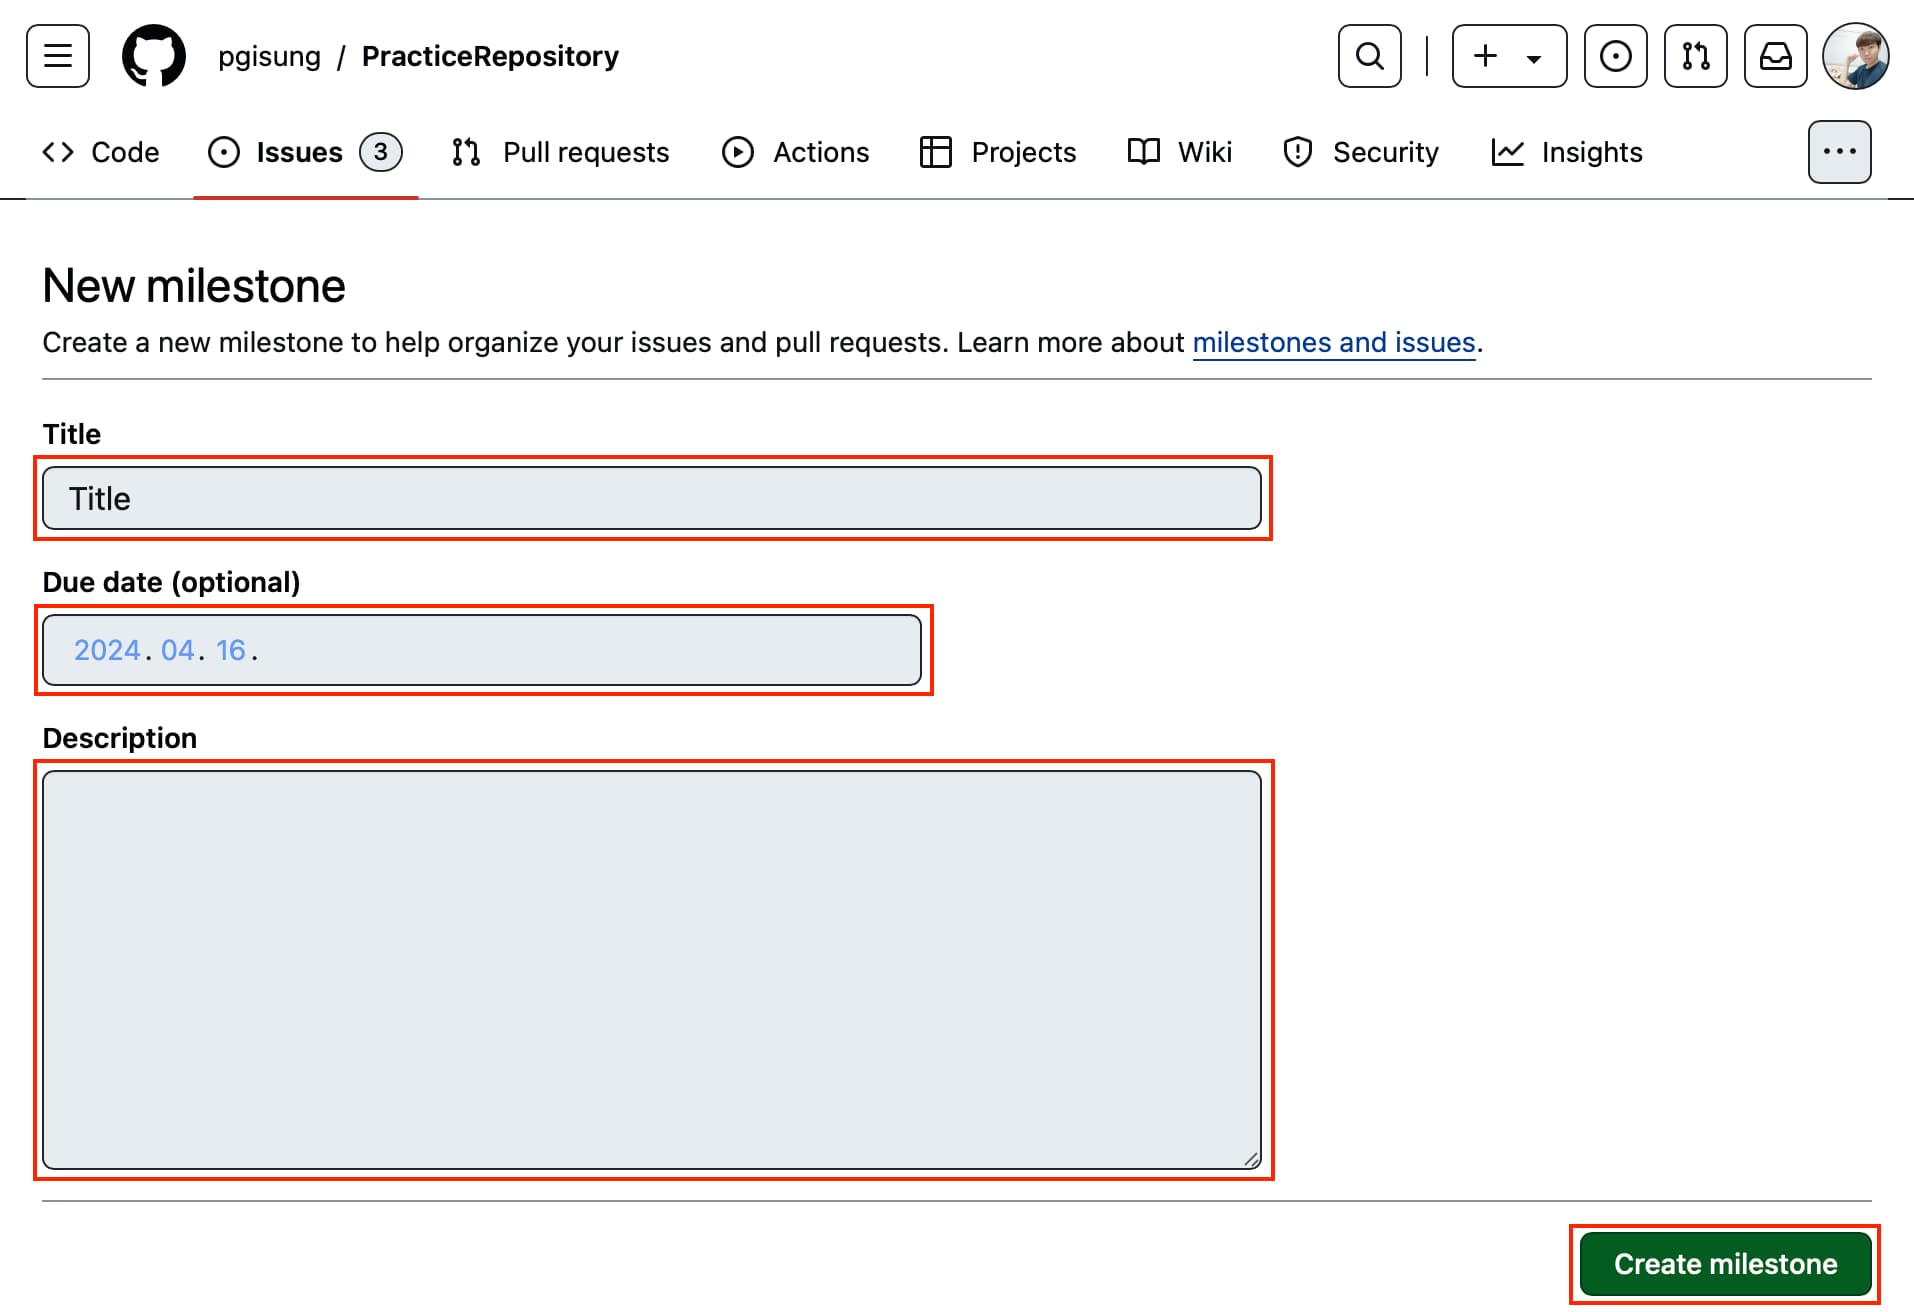 pgisung / PracticeRepository
Code Issues 3 Pull requests Actions Projects Wiki Security Insights
New milestone
Create a new milestone to help organize your issues and pull requests. Learn more about milestones and issues.
Title
Title
Due date (optional)
2024. 04. 16.
Description
Create milestone